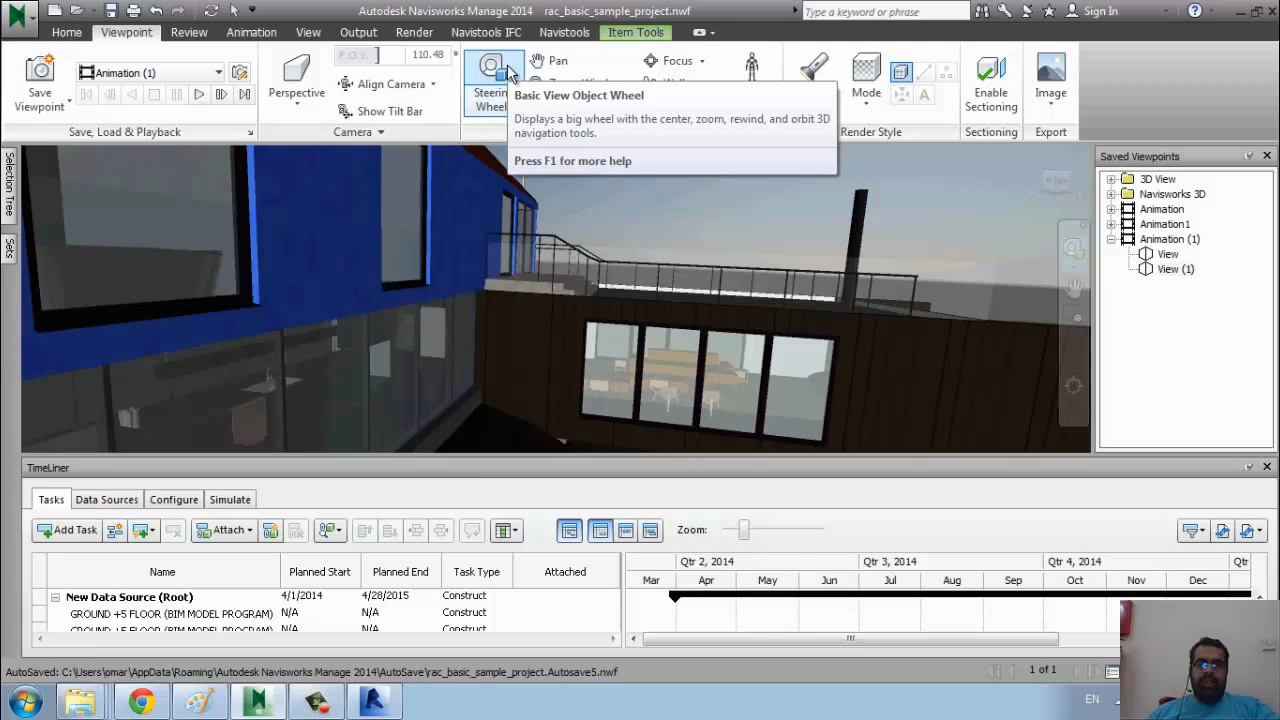 Autodesk Navisworks Manage 2014 rac_basic_sample_project.nwf
Type a keyword or phrase
Sign In
Home Viewpoint Review Animation View Output Render Navistools IFC Navistools Item Tools
Save
Viewpoint
Animation (1)
Save, Load & Playback
Perspective
F.O.V. 110.48
Align Camera
Show Tilt Bar
Camera
Pan
Focus
Mode
Render Style
Enable
Sectioning
Sectioning
Image
Export
Basic View Object Wheel
Displays a big wheel with the center, zoom, rewind, and orbit 3D
navigation tools.
Press F1 for more help
Selection Tree
Sets
Saved Viewpoints
3D View
Navisworks 3D
Animation
Animation1
Animation (1)
View
View (1)
TimeLiner
Tasks Data Sources Configure Simulate
Add Task
Attach
Zoom:
Name Planned Start Planned End Task Type Attached
New Data Source (Root) 4/1/2014 4/28/2015 Construct
GROUND +5 FLOOR (BIM MODEL PROGRAM) N/A N/A Construct
GROUND +5 FLOOR (BIM MODEL PROGRAM) N/A N/A Construct
Qtr 2, 2014 Qtr 3, 2014 Qtr 4, 2014 Qtr
Mar Apr May Jun Jul Aug Sep Oct Nov Dec
AutoSaved: C:\Users\omar\AppData\Roaming\Autodesk Navisworks Manage 2014\AutoSave\rac_basic_sample_project.Autosave5.nwf
1 of 1
EN